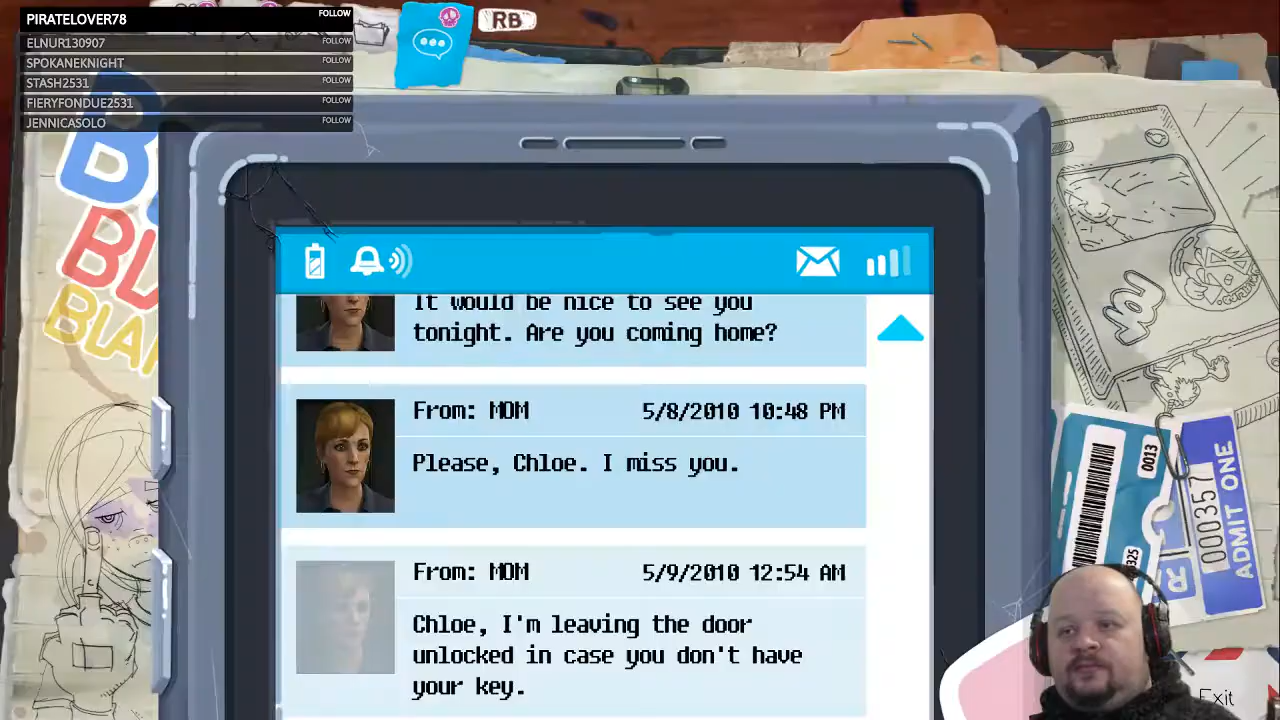 PIRATELOVER78 FOLLOW
ELNUR130907 FOLLOW
SPOKANEKNIGHT FOLLOW
STASH2531 FOLLOW
FIERYFONDUE2531 FOLLOW
JENNICASOLO FOLLOW
RB
It would be nice to see you
tonight. Are you coming home?
From: MOM 5/8/2010 10:48 PM
Please, Chloe. I miss you.
From: MOM 5/9/2010 12:54 AM
Chloe, I'm leaving the door
unlocked in case you don't have
your key.
0013
325
000357
ADMIT ONE
Exit